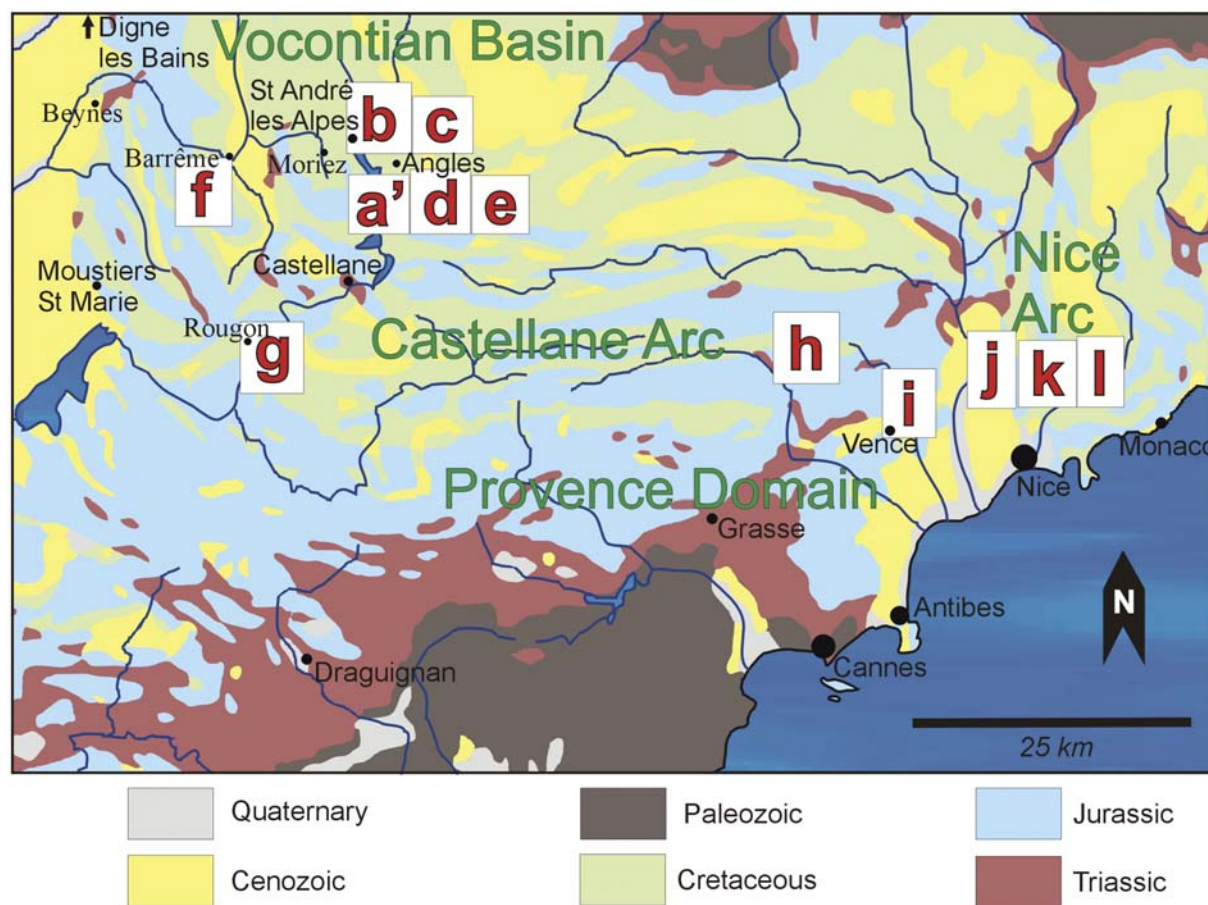 Digne
les Bains
Vocontian Basin
St André
les Alpes
b
c
Beynes
Barrême
Moriez
Angles
f
a’
d
e
Castellane
Moustiers
St Marie
Nice
Arc
Rougon
g
Castellane Arc
h
j
k
l
i
Vence
Monaco
Nice
Provence Domain
Grasse
N
Antibes
Draguignan
Cannes
25 km
Quaternary
Paleozoic
Jurassic
Cenozoic
Cretaceous
Triassic